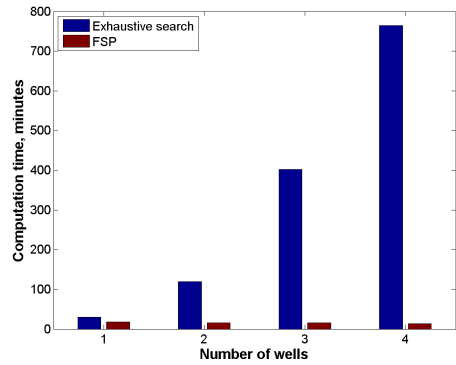 Exhaustive search
FSP
800
700
600
500
400
300
200
100
0
Computation time, minutes
1 2 3 4
Number of wells